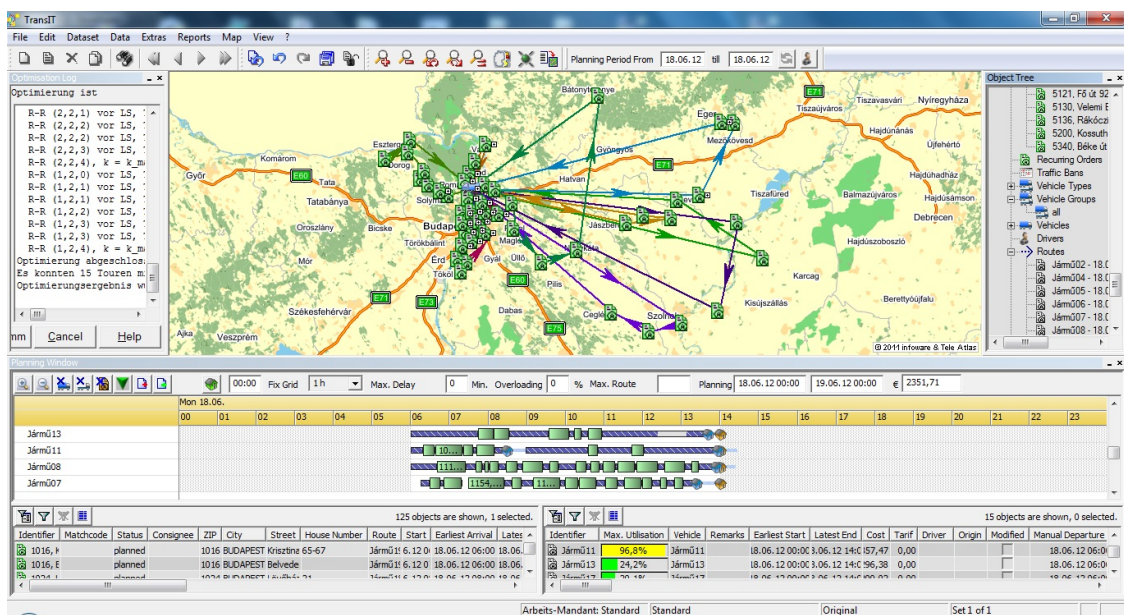 TransIT
File Edit Dataset Data Extras Reports Map View ?
Planning Period From 18.06.12 till 18.06.12
Optimisation Log
Optimierung ist
R-R (2,2,1) vor LS,
R-R (2,2,2) vor LS,
R-R (2,2,2) vor LS,
R-R (2,2,3) vor LS,
R-R (2,2,4), k = k_m
R-R (1,2,0) vor LS,
R-R (1,2,1) vor LS,
R-R (1,2,1) vor LS,
R-R (1,2,2) vor LS,
R-R (1,2,3) vor LS,
R-R (1,2,3) vor LS,
R-R (1,2,4), k = k_m
Optimierung abgeschlos
Es konnten 15 Touren m
Optimierungsergebnis w
Cancel Help
Eger
Tiszaújváros
Tiszavasvári
Nyíregyháza
E71
Mezőkövesd
Hajdúnánás
Újfehértó
Gyöngyös
E71
Komárom
Dorog
Győr
E60
Tata
Hatvan
Hajdúhadház
Tatabánya
Tiszafüred
Balmazújváros
Hajdúsámson
Debrecen
Oroszlány
Bicske
Törökbálint
Hajdúszoboszló
Mór
Érd
Gyál
Üllő
Tököl
E60
Pilis
Karcag
E71
E73
Kisújszállás
Berettyóújfalu
Székesfehérvár
Dabas
E75
Ajka
Veszprém
© 2011 infoware & Tele Atlas
Object Tree
5121, Fő út 92
5130, Velemi
5136, Rákóczi
5200, Kossuth
5340, Béke út
Recurring Orders
Traffic Bans
Vehicle Types
Vehicle Groups
all
Vehicles
Drivers
Routes
Jármű02 - 18.0
Jármű04 - 18.0
Jármű05 - 18.0
Jármű06 - 18.0
Jármű07 - 18.0
Jármű08 - 18.0
Planning Window
00:00 Fix Grid 1 h Max. Delay 0 Min. Overloading 0 % Max. Route Planning 18.06.12 00:00 19.06.12 00:00 € 2351,71
Mon 18.06.
00 01 02 03 04 05 06 07 08 09 10 11 12 13 14 15 16 17 18 19 20 21 22 23
Jármű13
Jármű11 10...
Jármű08 111...
Jármű07 1154,... 11...
125 objects are shown, 1 selected.
Identifier Matchcode Status Consignee ZIP City Street House Number Route Start Earliest Arrival
planned 1016 BUDAPEST Krisztina 65-67 18.06.12 06:00 18.06.
1016, planned 1016 BUDAPEST Belvede 18.06.12 06:00 18.06.
15 objects are shown, 0 selected.
Identifier Max. Utilisation Vehicle Remarks Earliest Start Latest End Cost Tarif Driver Origin Modified Manual Departure
Jármű11 96,8% Jármű11 0,00
Jármű13 24,2% Jármű13 0,00
Arbeits-Mandant: Standard Standard Original Set 1 of 1